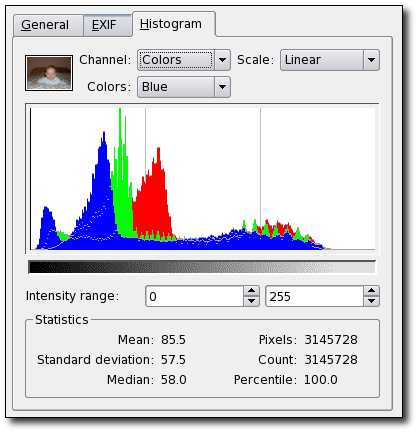 General EXIF Histogram
Channel: Colors Scale: Linear
Colors: Blue
Intensity range: 0 255
Statistics
Mean: 85.5 Pixels: 3145728
Standard deviation: 57.5 Count: 3145728
Median: 58.0 Percentile: 100.0